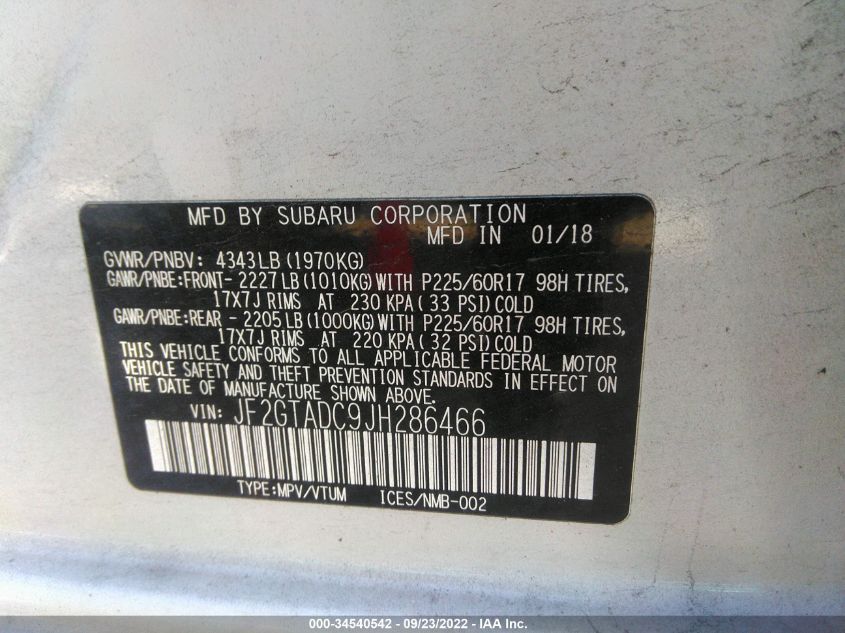 MFD BY SUBARU CORPORATION
MFD IN 01/18
GVWR/PNBV: 4343LB (1970KG)
GAWR/PNBE:FRONT- 2227LB (1010KG) WITH P225/60R17 98H TIRES,
17X7J RIMS AT 230 KPA ( 33 PSI) COLD
GAWR/PNBE:REAR - 2205LB (1000KG) WITH P225/60R17 98H TIRES,
17X7J RIMS AT 220 KPA ( 32 PSI) COLD
THIS VEHICLE CONFORMS TO ALL APPLICABLE FEDERAL MOTOR
VEHICLE SAFETY AND THEFT PREVENTION STANDARDS IN EFFECT ON
THE DATE OF MANUFACTURE SHOWN ABOVE.
VIN: JF2GTADC9JH286466
TYPE:MPV/VTUM ICES/NMB-002
000-34540542 - 09/23/2022 - IAA Inc.